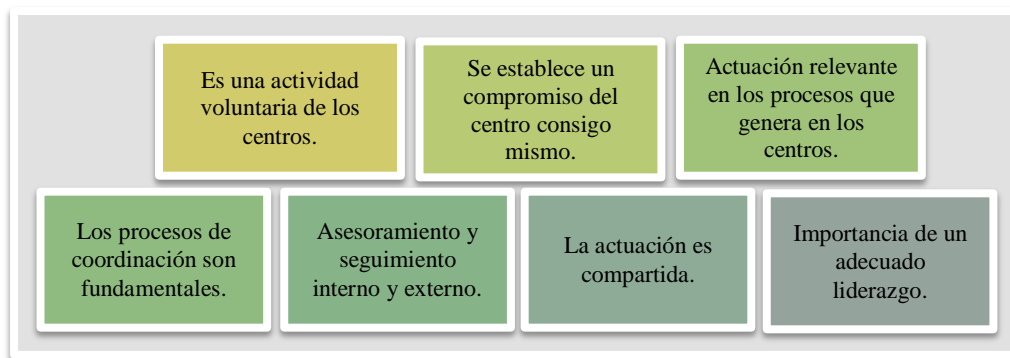 Es una actividad
voluntaria de los
centros.
Se establece un
compromiso del
centro consigo
mismo.
Actuación relevante
en los procesos que
genera en los
centros.
Los procesos de
coordinación son
fundamentales.
Asesoramiento y
seguimiento
interno y externo.
La actuación es
compartida.
Importancia de un
adecuado
liderazgo.